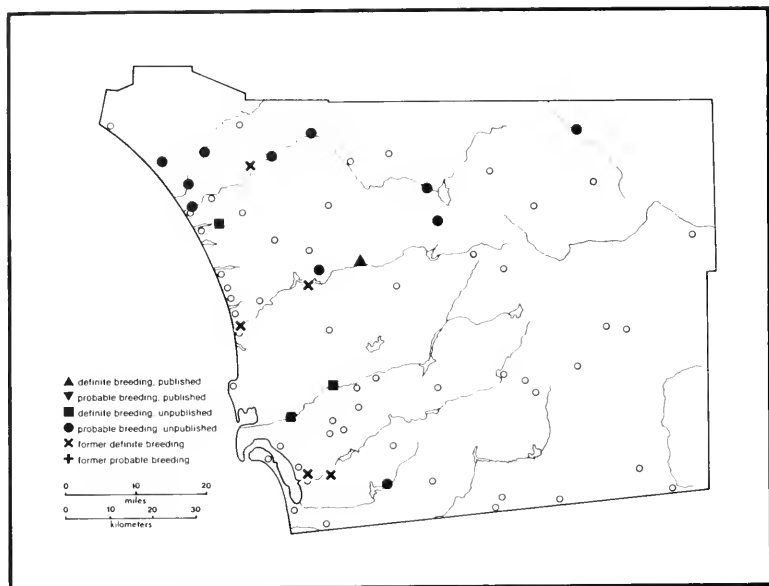 ▲ definite breeding, published
▼ probable breeding, published
■ definite breeding, unpublished
● probable breeding, unpublished
✕ former definite breeding
+ former probable breeding
0 10 20
miles
0 10 20 30
kilometers